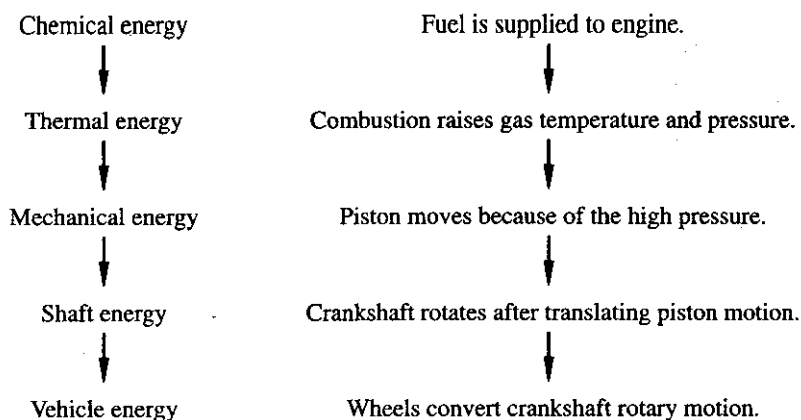 Chemical energy Fuel is supplied to engine.
Thermal energy Combustion raises gas temperature and pressure.
Mechanical energy Piston moves because of the high pressure.
Shaft energy Crankshaft rotates after translating piston motion.
Vehicle energy Wheels convert crankshaft rotary motion.